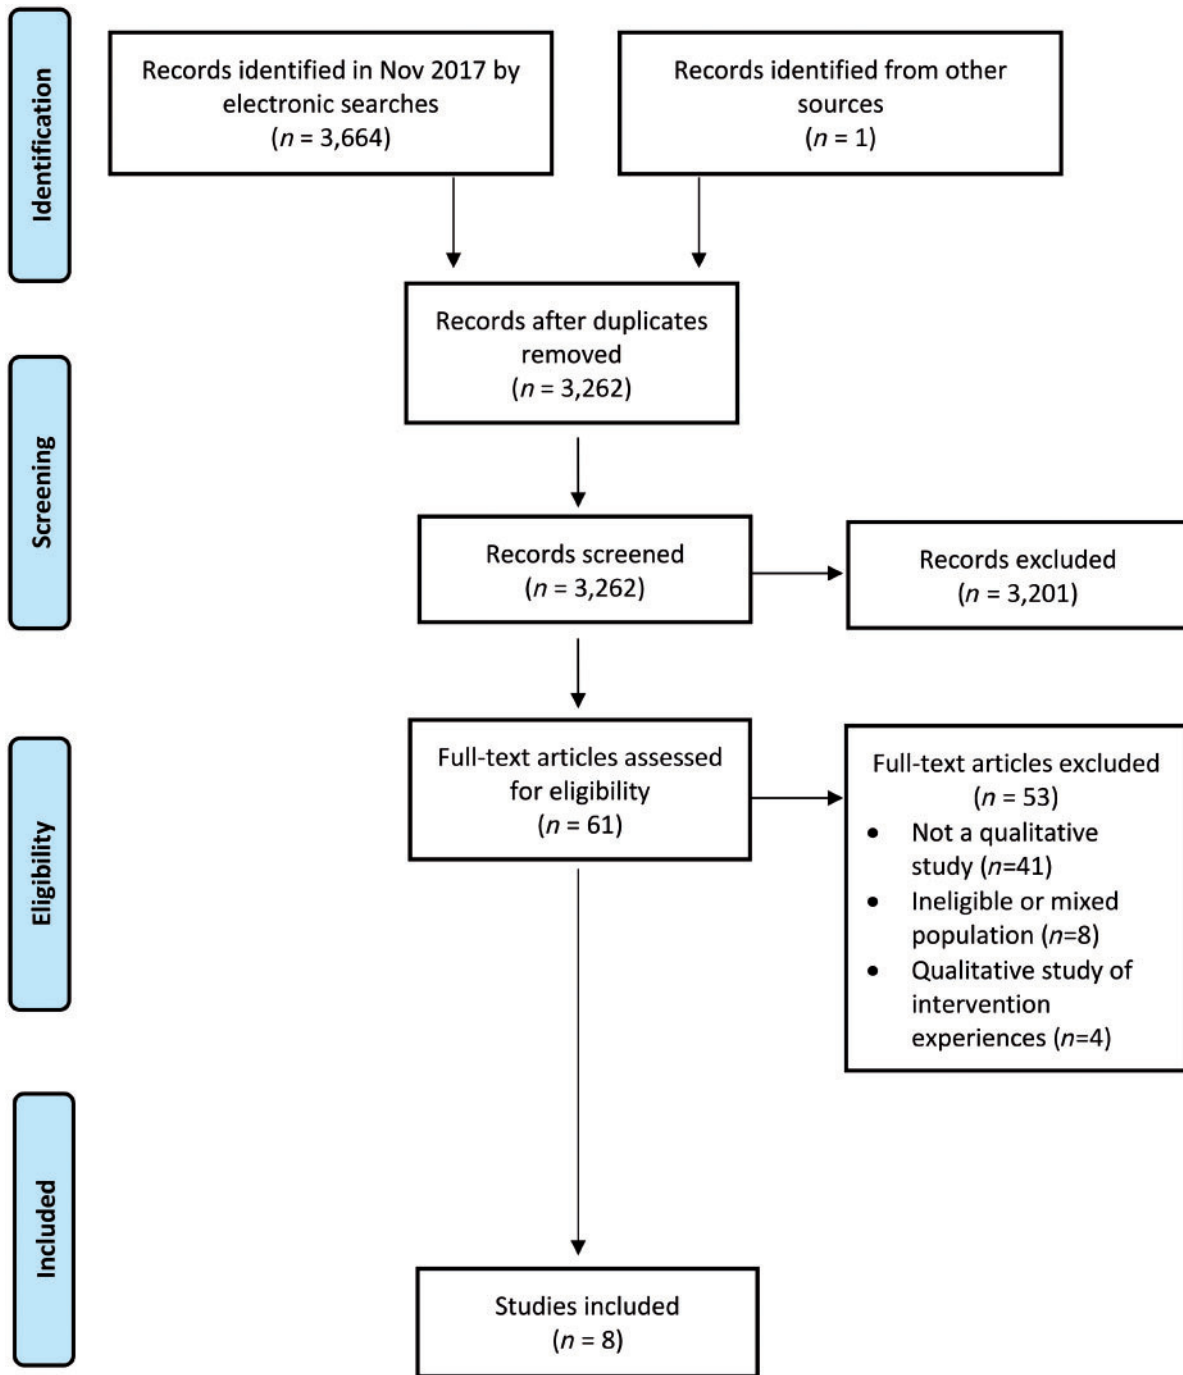 Identification
Records identified in Nov 2017 by
electronic searches
(n = 3,664)
Records identified from other
sources
(n = 1)
Records after duplicates
removed
(n = 3,262)
Screening
Records screened
(n = 3,262)
Records excluded
(n = 3,201)
Eligibility
Full-text articles assessed
for eligibility
(n = 61)
Full-text articles excluded
(n = 53)
• Not a qualitative
study (n=41)
• Ineligible or mixed
population (n=8)
• Qualitative study of
intervention
experiences (n=4)
Included
Studies included
(n = 8)